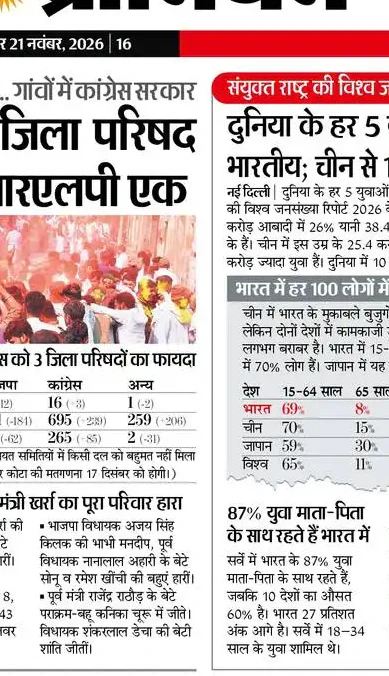 र 21 नवंबर, 2026 | 16
... गांवों में कांग्रेस सरकार
जिला परिषद
रएलपी एक
स को 3 जिला परिषदों का फायदा
जपा कांग्रेस अन्य
12) 16 (+3) 1 (-2)
(-184) 695 (+239) 259 (+206)
(-62) 265 (+85) 2 (-31)
यत समितियों में किसी दल को बहुमत नहीं मिला
र कोटा की मतगणना 17 दिसंबर को होगी।)
मंत्री खर्रा का पूरा परिवार हारा
र्रा की
टे
रीं।
8,
43
नवर
▪ भाजपा विधायक अजय सिंह
किलक की भाभी मनदीप, पूर्व
विधायक नानालाल अहारी के बेटे
सोनू व रमेश खींची की बहुएं हारीं।
▪ पूर्व मंत्री राजेंद्र राठौड़ के बेटे
पराक्रम-बहू कनिका चूरू में जीते।
विधायक शंकरलाल डेचा की बेटी
शांति जीतीं।
संयुक्त राष्ट्र की विश्व ज
दुनिया के हर 5
भारतीय; चीन से 1
नई दिल्ली | दुनिया के हर 5 युवाओं
की विश्व जनसंख्या रिपोर्ट 2026 के
करोड़ आबादी में 26% यानी 38.4
के हैं। चीन में इस उम्र के 25.4 कर
करोड़ ज्यादा युवा हैं। दुनिया में 10
भारत में हर 100 लोगों में
चीन में भारत के मुकाबले बुजुर्ग
लेकिन दोनों देशों में कामकाजी
लगभग बराबर है। भारत में 15-
में 70% लोग हैं। जापान में यह
देश 15-64 साल 65 साल
भारत 69% 8%
चीन 70% 15%
जापान 59% 30%
विश्व 65% 11%
87% युवा माता-पिता
के साथ रहते हैं भारत में
सर्वे में भारत के 87% युवा
माता-पिता के साथ रहते हैं,
जबकि 10 देशों का औसत
60% है। भारत 27 प्रतिशत
अंक आगे है। सर्वे में 18-34
साल के युवा शामिल थे।